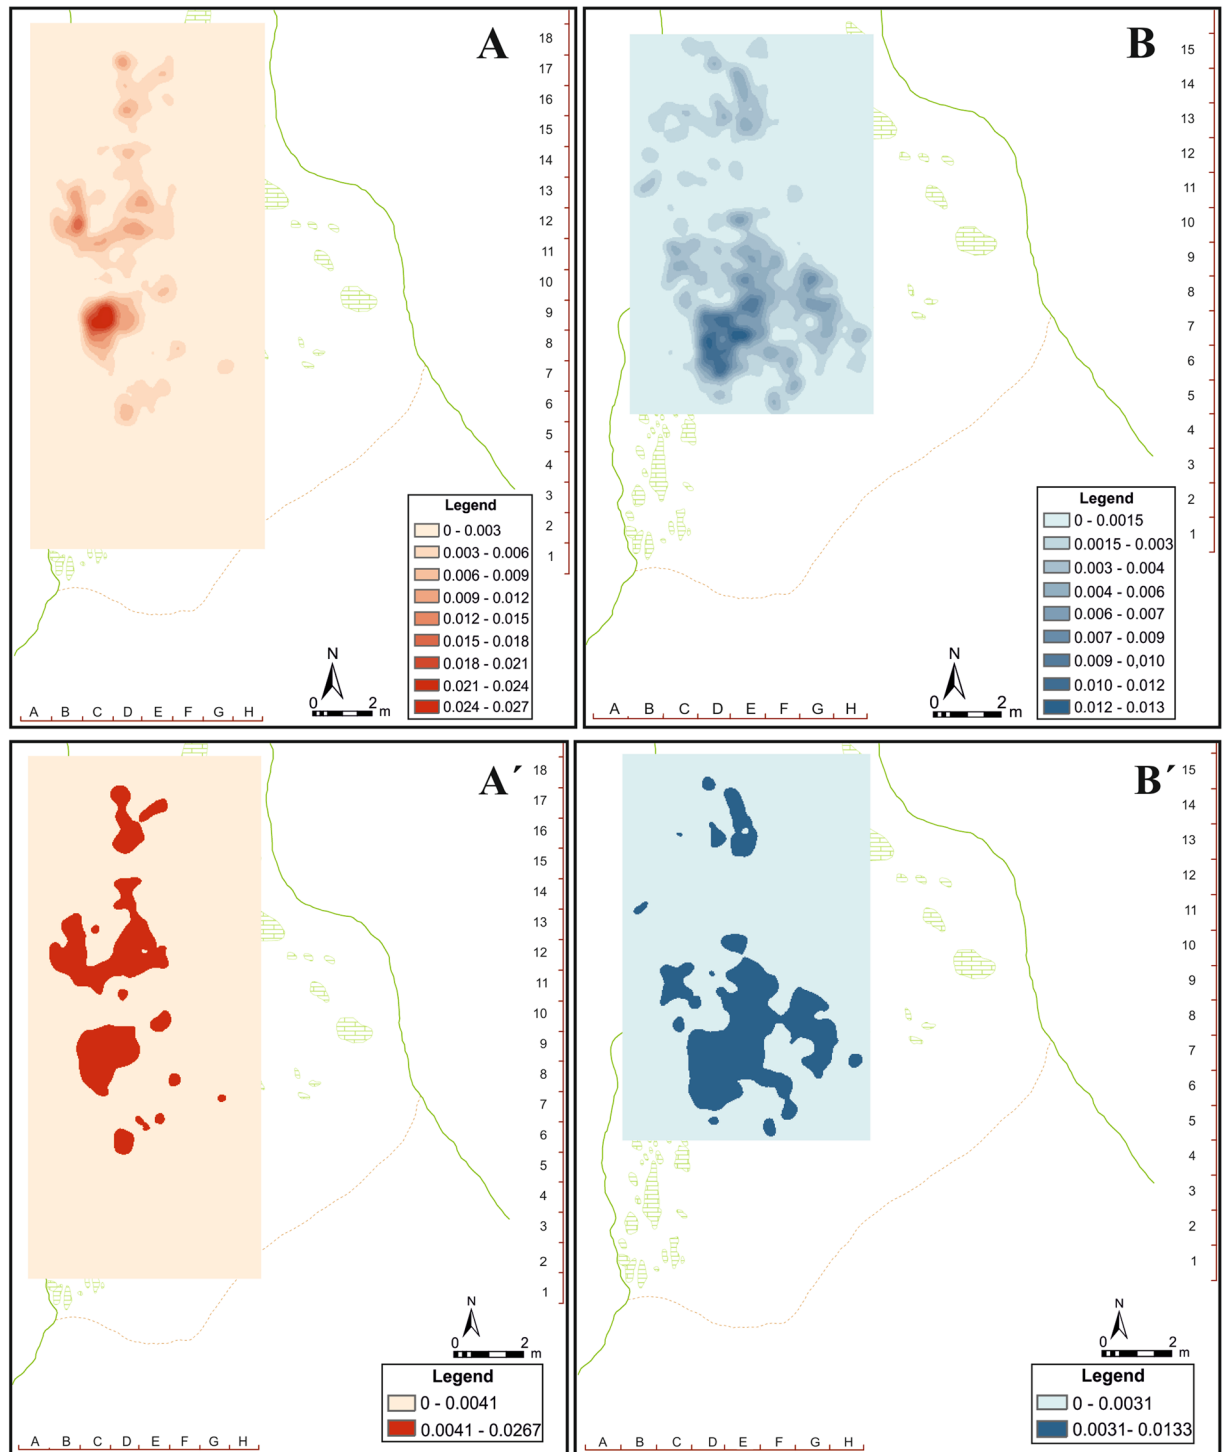 A
18
17
16
15
14
13
12
11
10
9
8
7
6
5
4
3
2
1
Legend
0 - 0.003
0.003 - 0.006
0.006 - 0.009
0.009 - 0.012
0.012 - 0.015
0.015 - 0.018
0.018 - 0.021
0.021 - 0.024
0.024 - 0.027
N
0 2
m
A B C D E F G H
B
15
14
13
12
11
10
9
8
7
6
5
4
3
2
1
Legend
0 - 0.0015
0.0015 - 0.003
0.003 - 0.004
0.004 - 0.006
0.006 - 0.007
0.007 - 0.009
0.009 - 0,010
0.010 - 0.012
0.012 - 0.013
N
0 2
m
A B C D E F G H
A´
18
17
16
15
14
13
12
11
10
9
8
7
6
5
4
3
2
1
N
0 2
m
Legend
0 - 0.0041
0.0041 - 0.0267
A B C D E F G H
B´
15
14
13
12
11
10
9
8
7
6
5
4
3
2
1
N
0 2
m
Legend
0 - 0.0031
0.0031- 0.0133
A B C D E F G H